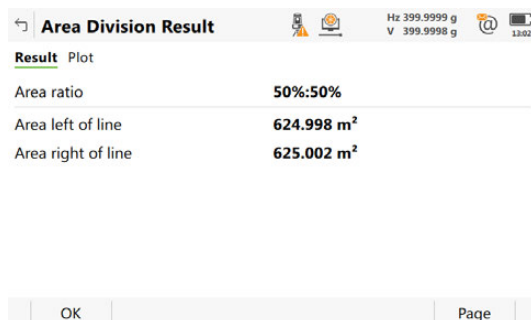 Area Division Result
Hz 399.9999 g
V 399.9998 g
@
13:02
Result Plot
Area ratio 50%:50%
Area left of line 624.998 m²
Area right of line 625.002 m²
OK Page